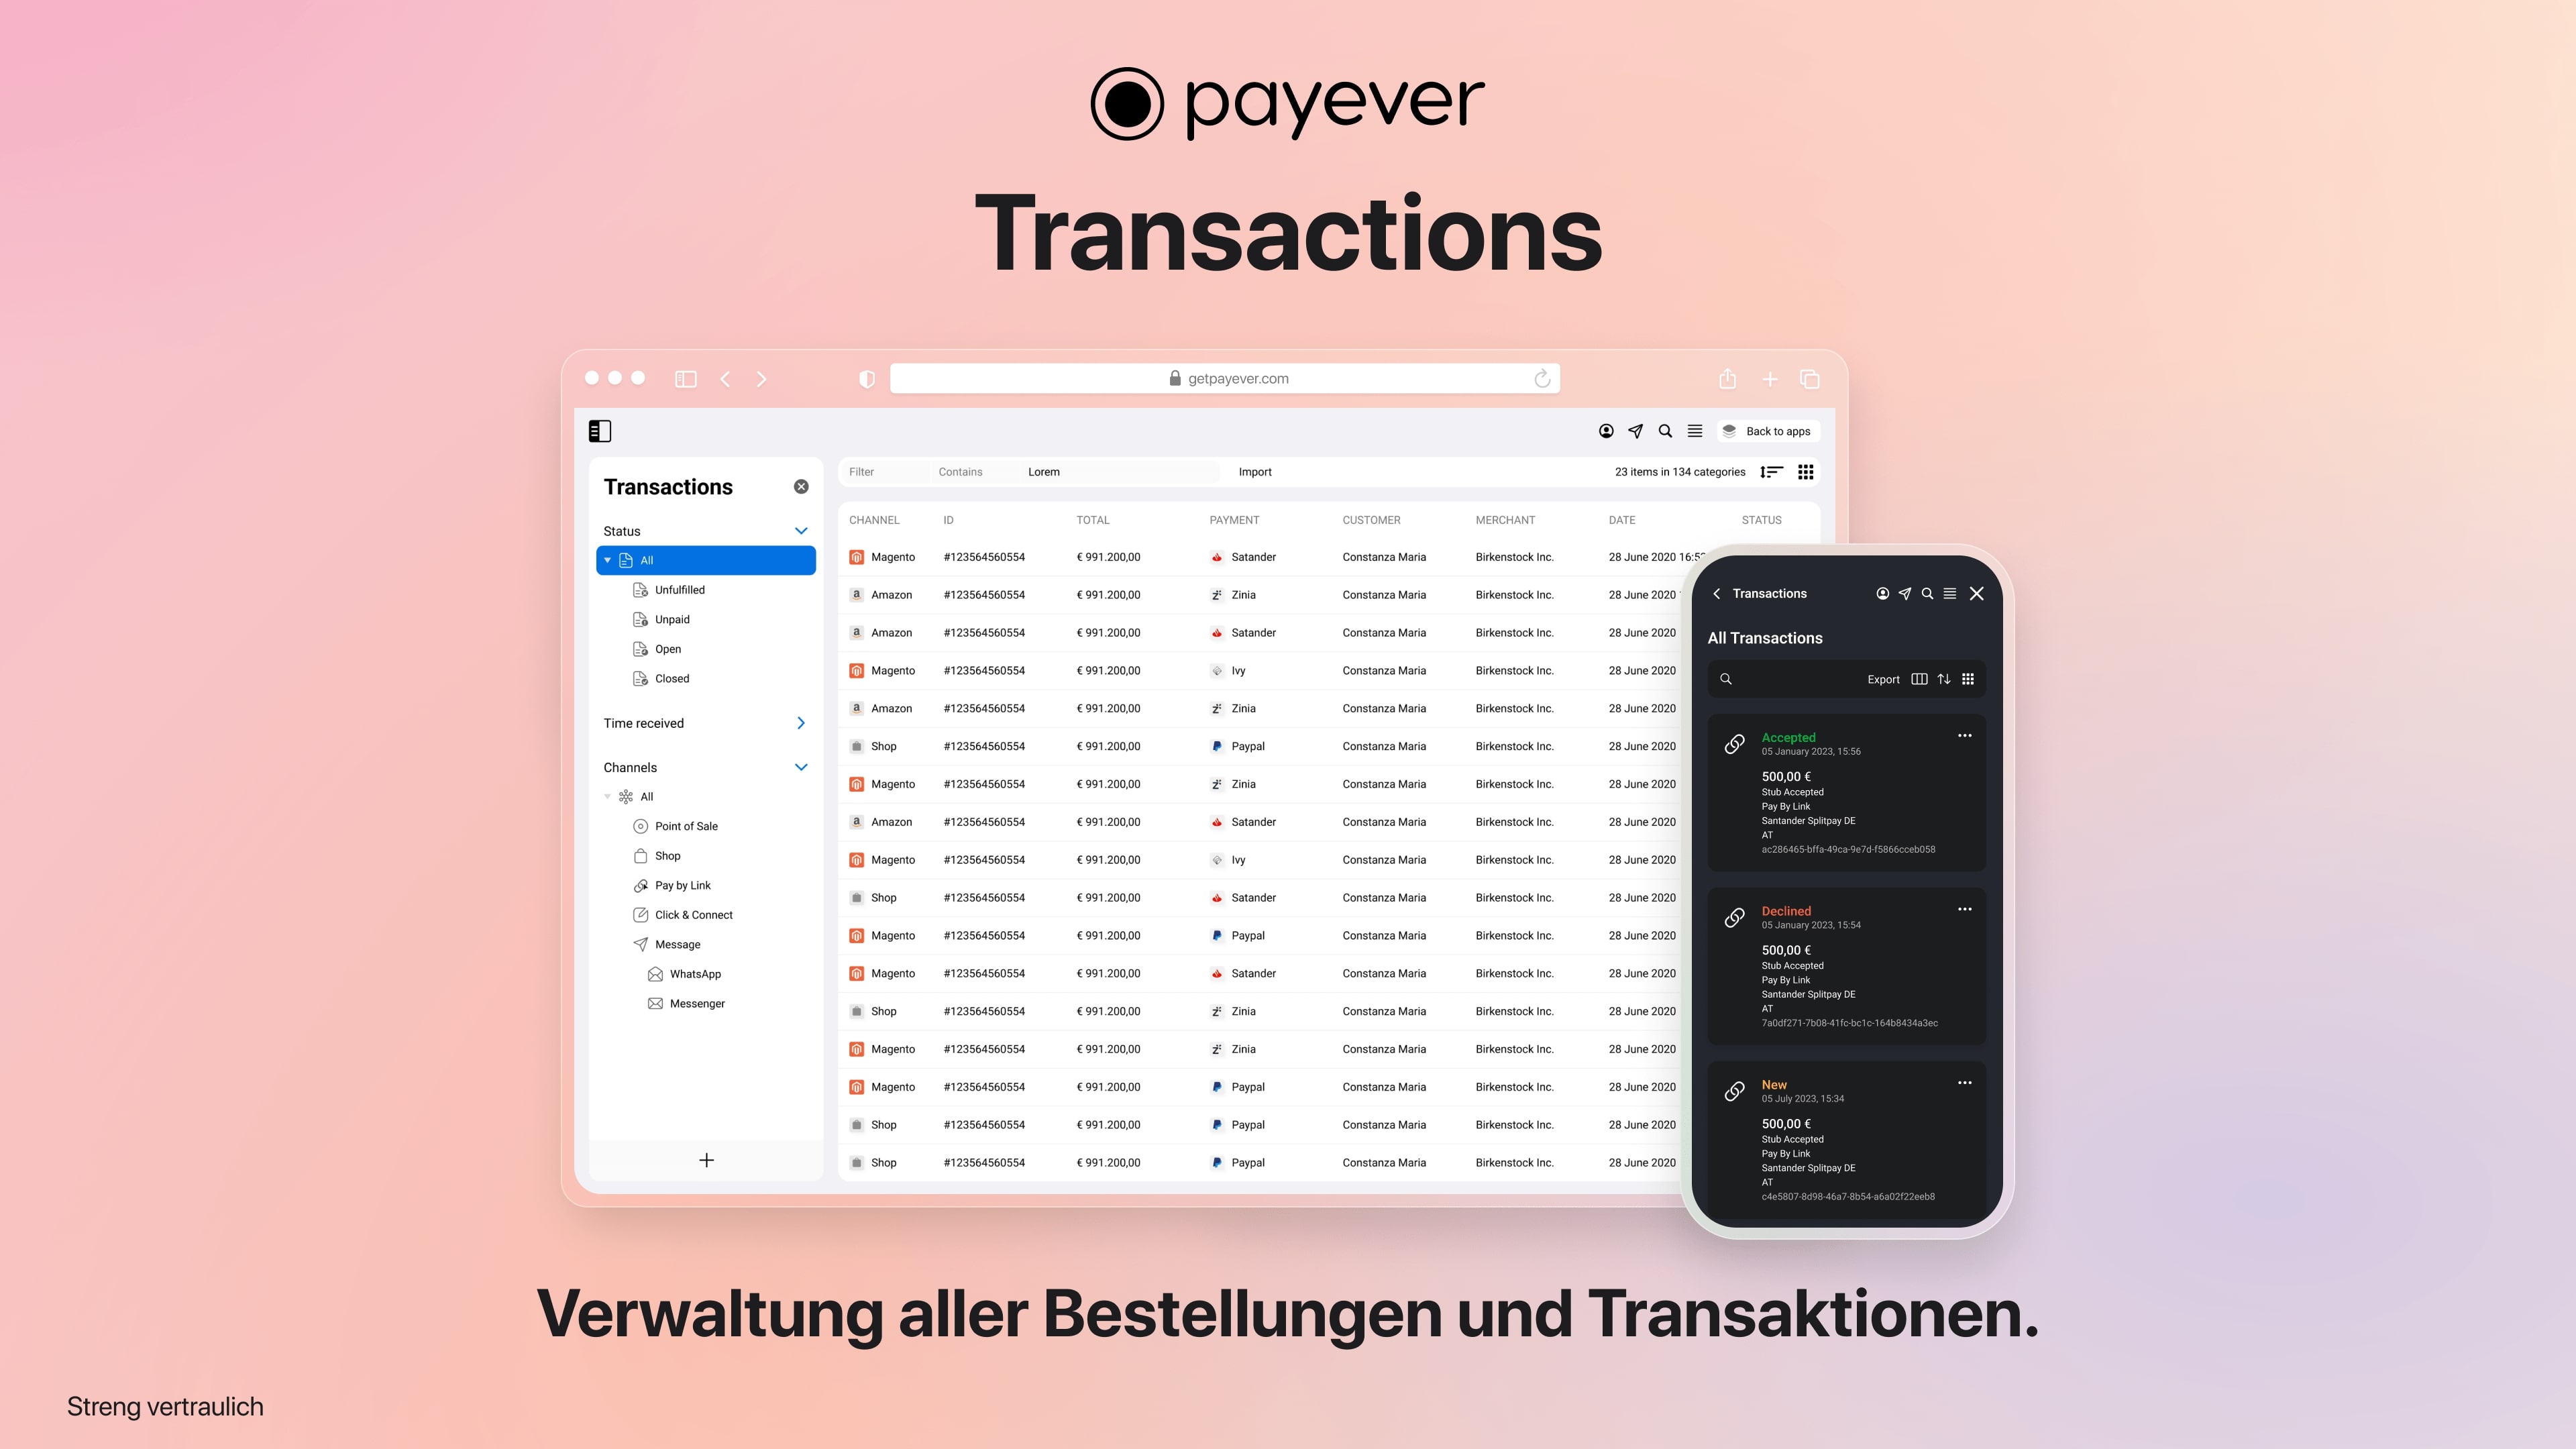 payever
Transactions
getpayever.com
Back to apps
Transactions
Status
All
Unfulfilled
Unpaid
Open
Closed
Time received
Channels
All
Point of Sale
Shop
Pay by Link
Click & Connect
Message
WhatsApp
Messenger
Filter Contains Lorem Import 23 items in 134 categories
CHANNEL ID TOTAL PAYMENT CUSTOMER MERCHANT DATE STATUS
Magento #123564560554 € 991.200,00 Satander Constanza Maria Birkenstock Inc. 28 June 2020
Amazon #123564560554 € 991.200,00 Zinia Constanza Maria Birkenstock Inc. 28 June 2020
Amazon #123564560554 € 991.200,00 Satander Constanza Maria Birkenstock Inc. 28 June 2020
Magento #123564560554 € 991.200,00 Ivy Constanza Maria Birkenstock Inc. 28 June 2020
Amazon #123564560554 € 991.200,00 Zinia Constanza Maria Birkenstock Inc. 28 June 2020
Shop #123564560554 € 991.200,00 Paypal Constanza Maria Birkenstock Inc. 28 June 2020
Magento #123564560554 € 991.200,00 Zinia Constanza Maria Birkenstock Inc. 28 June 2020
Amazon #123564560554 € 991.200,00 Satander Constanza Maria Birkenstock Inc. 28 June 2020
Magento #123564560554 € 991.200,00 Ivy Constanza Maria Birkenstock Inc. 28 June 2020
Shop #123564560554 € 991.200,00 Satander Constanza Maria Birkenstock Inc. 28 June 2020
Magento #123564560554 € 991.200,00 Paypal Constanza Maria Birkenstock Inc. 28 June 2020
Magento #123564560554 € 991.200,00 Satander Constanza Maria Birkenstock Inc. 28 June 2020
Shop #123564560554 € 991.200,00 Zinia Constanza Maria Birkenstock Inc. 28 June 2020
Magento #123564560554 € 991.200,00 Zinia Constanza Maria Birkenstock Inc. 28 June 2020
Magento #123564560554 € 991.200,00 Paypal Constanza Maria Birkenstock Inc. 28 June 2020
Shop #123564560554 € 991.200,00 Paypal Constanza Maria Birkenstock Inc. 28 June 2020
Shop #123564560554 € 991.200,00 Paypal Constanza Maria Birkenstock Inc. 28 June 2020
Transactions
All Transactions
Export
Accepted
05 January 2023, 15:56
500,00 €
Stub Accepted
Pay By Link
Santander Splitpay DE
AT
ac286465-bffa-49ca-9e7d-f5866cceb058
Declined
05 January 2023, 15:54
500,00 €
Stub Accepted
Pay By Link
Santander Splitpay DE
AT
7a0df271-7b08-41fc-bc1c-164b8434a3ec
New
05 July 2023, 15:34
500,00 €
Stub Accepted
Pay By Link
Santander Splitpay DE
AT
c4e5807-8d98-46a7-8b54-a6a02f22eeb8
Verwaltung aller Bestellungen und Transaktionen.
Streng vertraulich